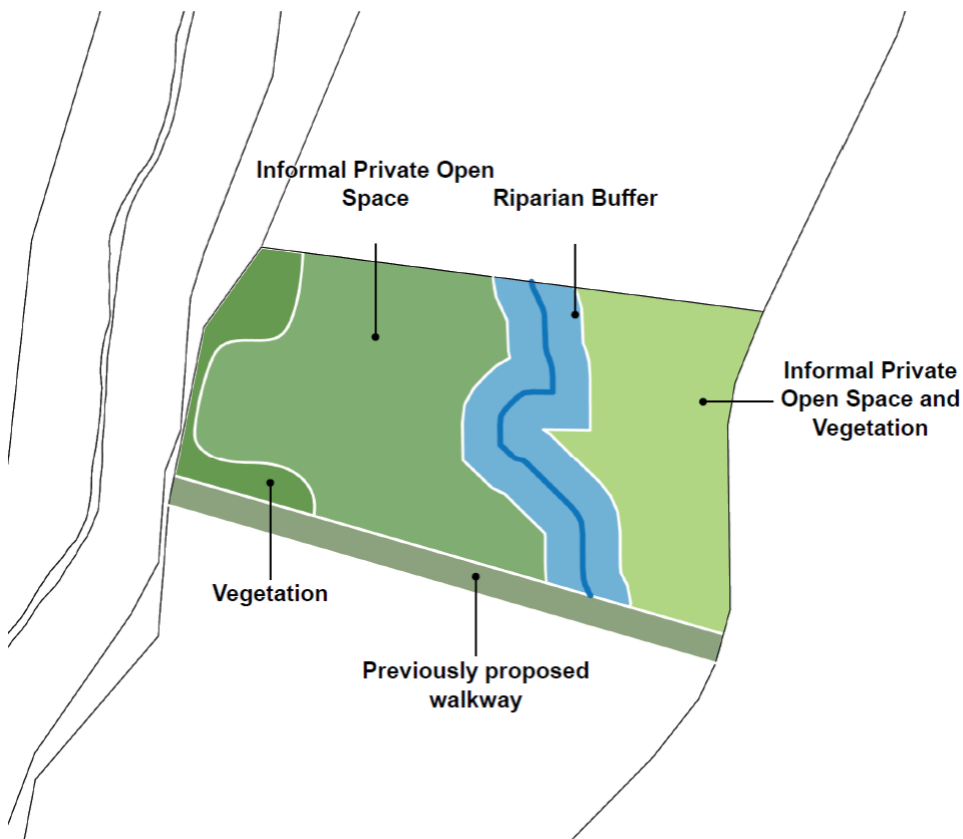 Informal Private Open
Space
Riparian Buffer
Informal Private
Open Space and
Vegetation
Vegetation
Previously proposed
walkway